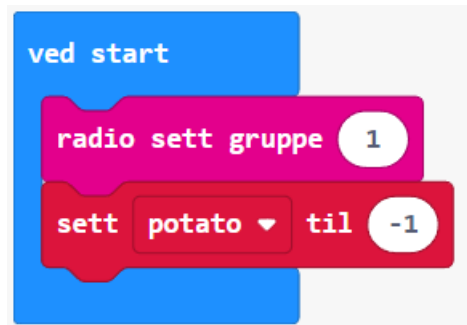 ved start
radio sett gruppe 1
sett potato til -1